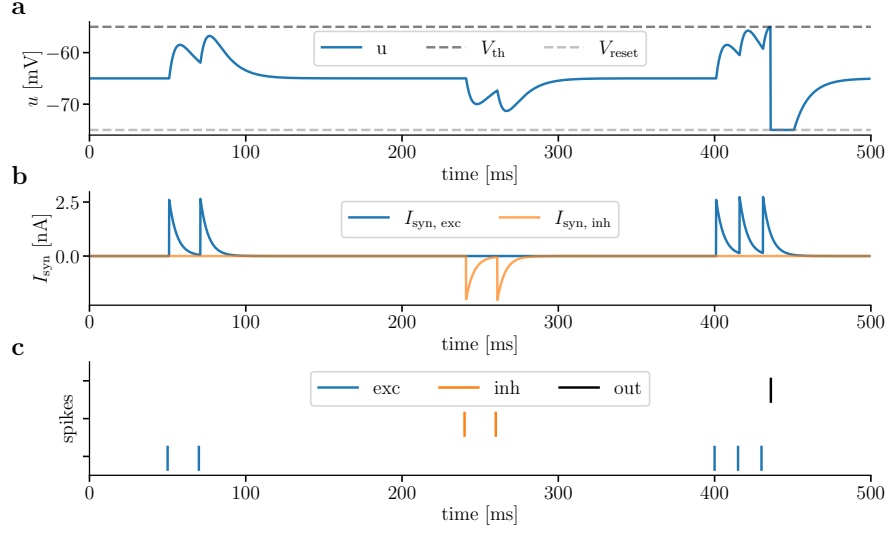 a
u [mV]
−60
−70
u
V_th
V_reset
0
100
200
300
400
500
time [ms]
b
I_syn [nA]
2.5
0.0
I_syn, exc
I_syn, inh
0
100
200
300
400
500
time [ms]
c
spikes
exc
inh
out
0
100
200
300
400
500
time [ms]